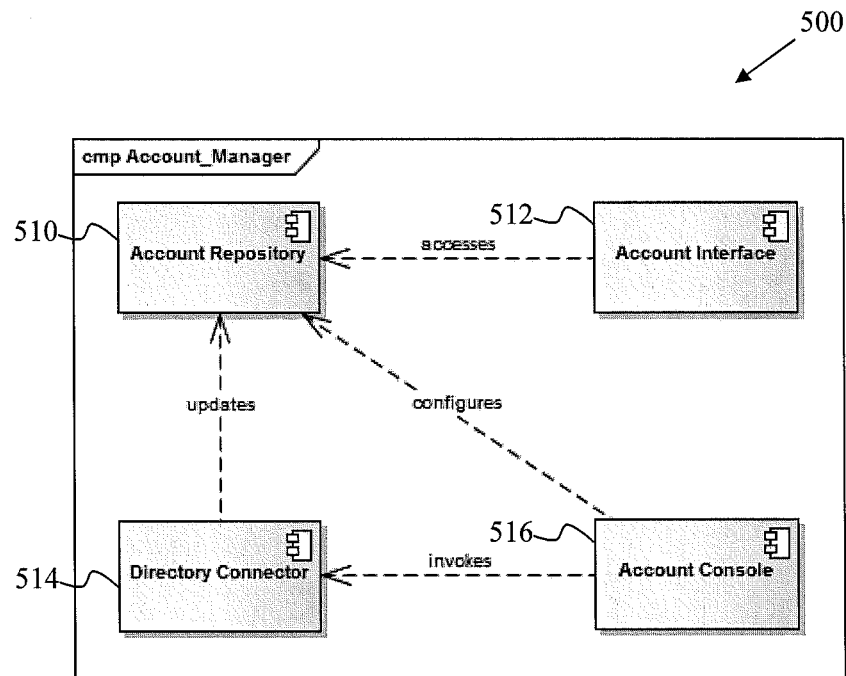 500
cmp Account_Manager
510
Account Repository
accesses
512
Account Interface
updates
configures
514
Directory Connector
invokes
516
Account Console